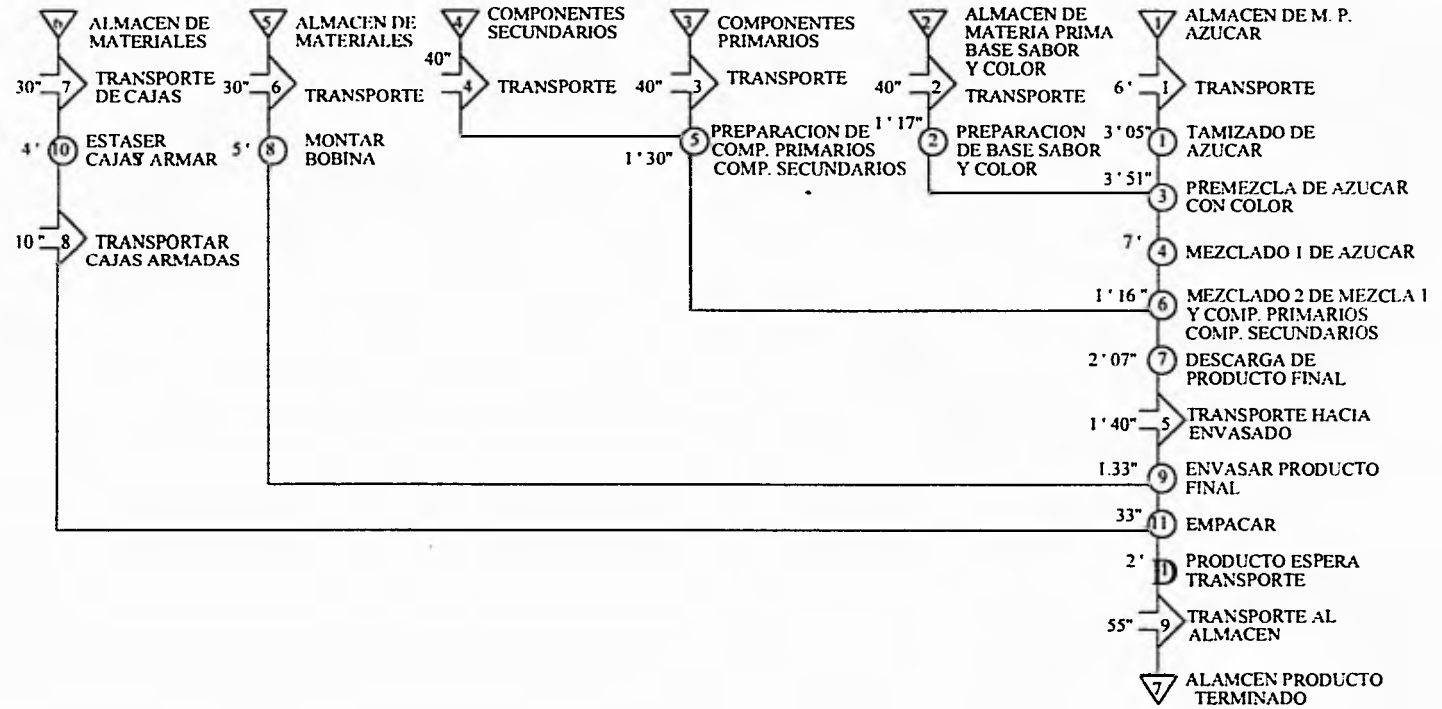 6
ALMACEN DE
MATERIALES
30"
7
TRANSPORTE
DE CAJAS
4'
10
ESTASER
CAJAS ARMAR
10"
8
TRANSPORTAR
CAJAS ARMADAS
5
ALMACEN DE
MATERIALES
30"
6
TRANSPORTE
5'
8
MONTAR
BOBINA
4
COMPONENTES
SECUNDARIOS
40"
4
TRANSPORTE
3
COMPONENTES
PRIMARIOS
40"
3
TRANSPORTE
1'30"
5
PREPARACION DE
COMP. PRIMARIOS
COMP. SECUNDARIOS
2
ALMACEN DE
MATERIA PRIMA
BASE SABOR
Y COLOR
40"
2
TRANSPORTE
1'17"
2
PREPARACION
DE BASE SABOR
Y COLOR
1
ALMACEN DE M. P.
AZUCAR
6'
1
TRANSPORTE
3'05"
1
TAMIZADO DE
AZUCAR
3'51"
3
PREMEZCLA DE AZUCAR
CON COLOR
7'
4
MEZCLADO 1 DE AZUCAR
1'16"
6
MEZCLADO 2 DE MEZCLA 1
Y COMP. PRIMARIOS
COMP. SECUNDARIOS
2'07"
7
DESCARGA DE
PRODUCTO FINAL
1'40"
5
TRANSPORTE HACIA
ENVASADO
1.33"
9
ENVASAR PRODUCTO
FINAL
33"
11
EMPACAR
2'
1
PRODUCTO ESPERA
TRANSPORTE
55"
9
TRANSPORTE AL
ALMACEN
7
ALAMCEN PRODUCTO
TERMINADO